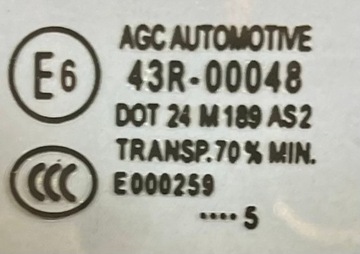 AGC AUTOMOTIVE
E6 43R-00048
DOT 24 M189 AS2
TRANSP.70% MIN.
CCC E000259
.... 5